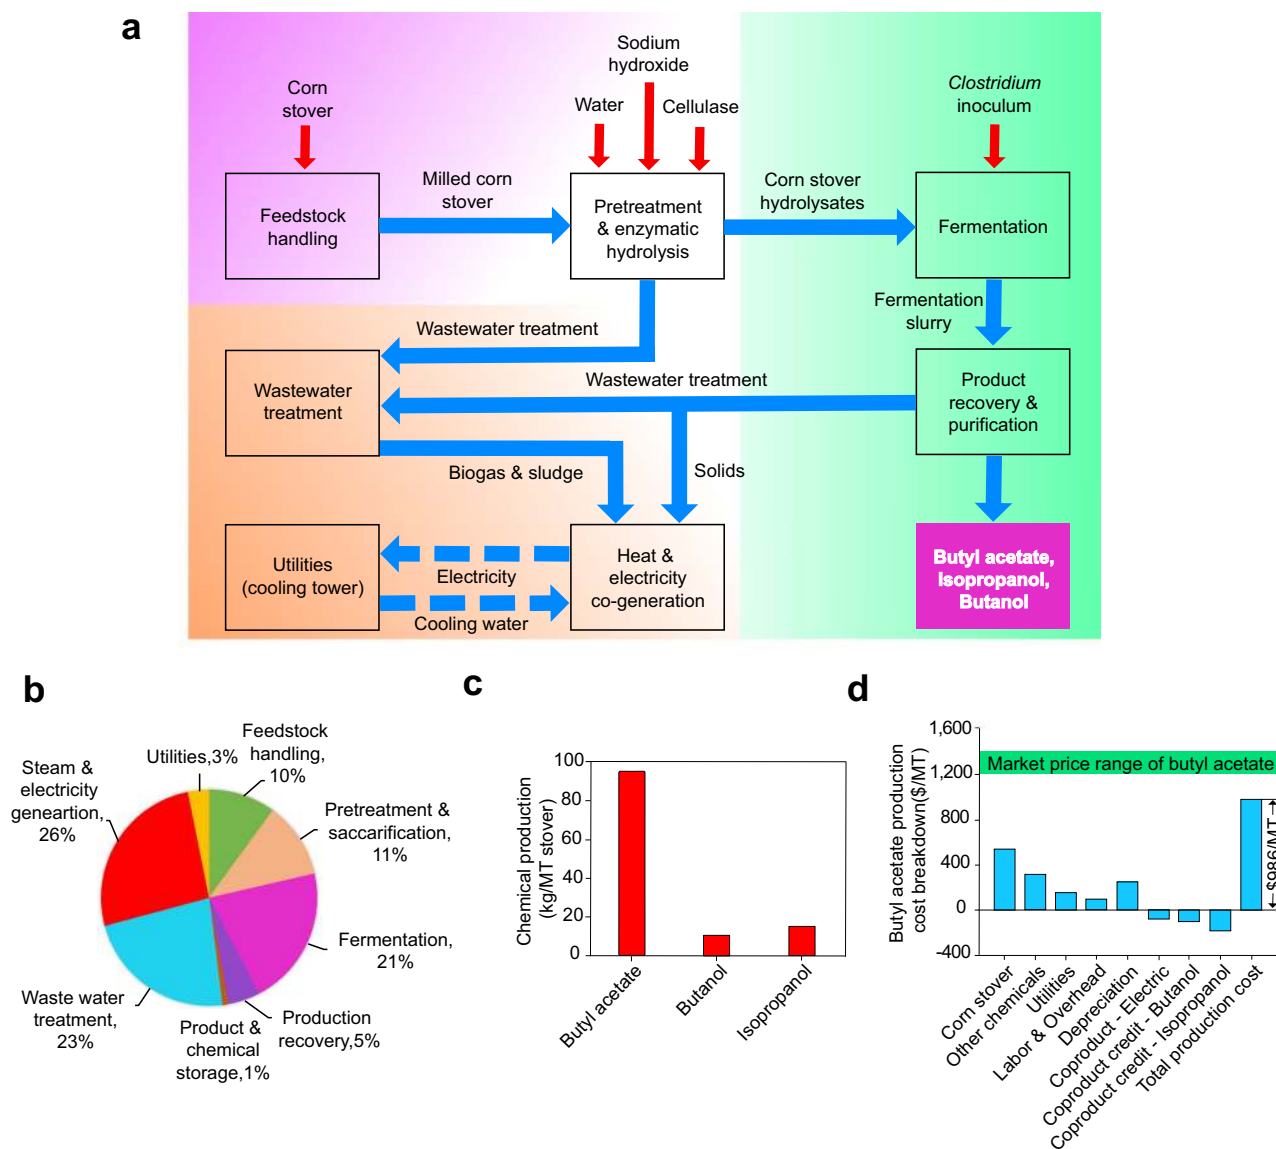 a
Corn
stover
Sodium
hydroxide
Water
Cellulase
Clostridium
inoculum
Feedstock
handling
Milled corn
stover
Pretreatment
& enzymatic
hydrolysis
Corn stover
hydrolysates
Fermentation
Fermentation
slurry
Wastewater treatment
Wastewater
treatment
Wastewater treatment
Product
recovery &
purification
Biogas & sludge
Solids
Utilities
(cooling tower)
Electricity
Cooling water
Heat &
electricity
co-generation
Butyl acetate,
Isopropanol,
Butanol
b
Utilities,3%
Feedstock
handling,
10%
Steam &
electricity
geneartion,
26%
Pretreatment &
saccarification,
11%
Fermentation,
21%
Waste water
treatment,
23%
Product &
chemical
storage,1%
Production
recovery,5%
c
Chemical production
(kg/MT stover)
100
80
60
40
20
0
Butyl acetate
Butanol
Isopropanol
d
Butyl acetate production
cost breakdown($/MT)
1,600
1,200
800
400
0
-400
Market price range of butyl acetate
$986/MT
Corn stover
Other chemicals
Utilities
Labor & Overhead
Depreciation
Coproduct - Electric
Coproduct credit - Butanol
Coproduct credit - Isopropanol
Total production cost